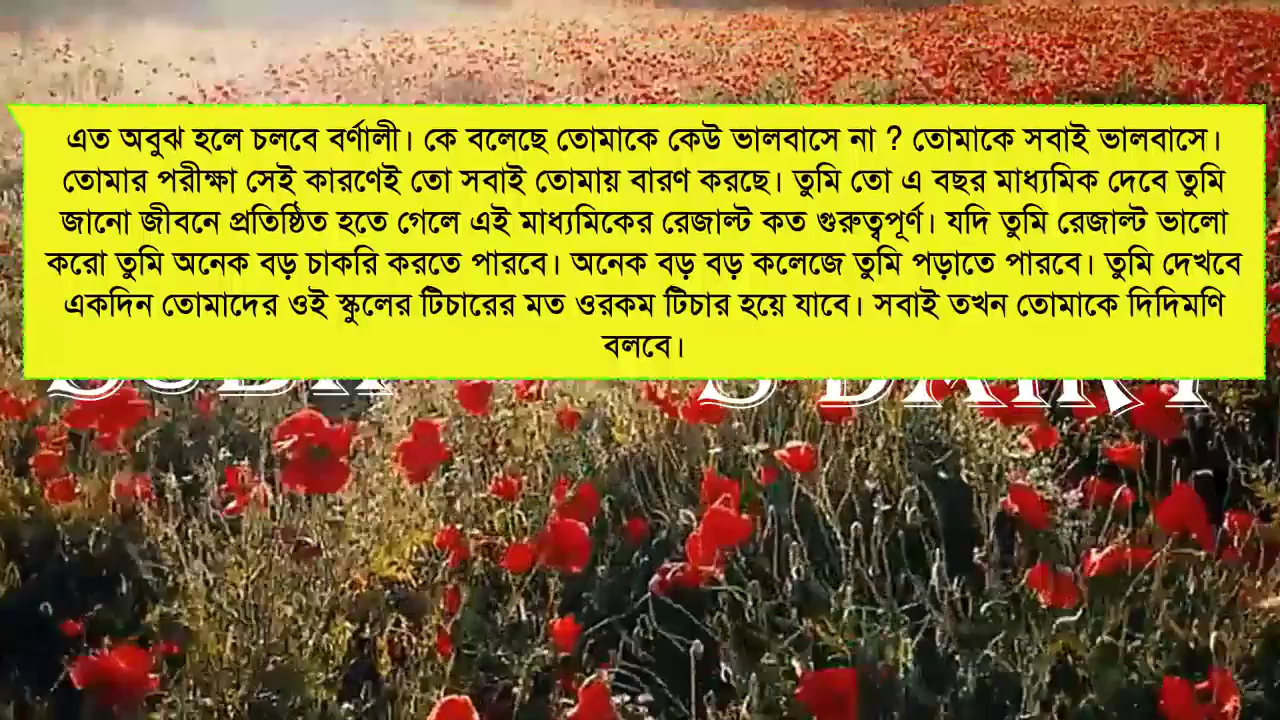 এত অবুঝ হলে চলবে বর্ণালী। কে বলেছে তোমাকে কেউ ভালবাসে না ? তোমাকে সবাই ভালবাসে।
তোমার পরীক্ষা সেই কারণেই তো সবাই তোমায় বারণ করছে। তুমি তো এ বছর মাধ্যমিক দেবে তুমি
জানো জীবনে প্রতিষ্ঠিত হতে গেলে এই মাধ্যমিকের রেজাল্ট কত গুরুত্বপূর্ণ। যদি তুমি রেজাল্ট ভালো
করো তুমি অনেক বড় চাকরি করতে পারবে। অনেক বড় বড় কলেজে তুমি পড়াতে পারবে। তুমি দেখবে
একদিন তোমাদের ওই স্কুলের টিচারের মত ওরকম টিচার হয়ে যাবে। সবাই তখন তোমাকে দিদিমণি
বলবে।